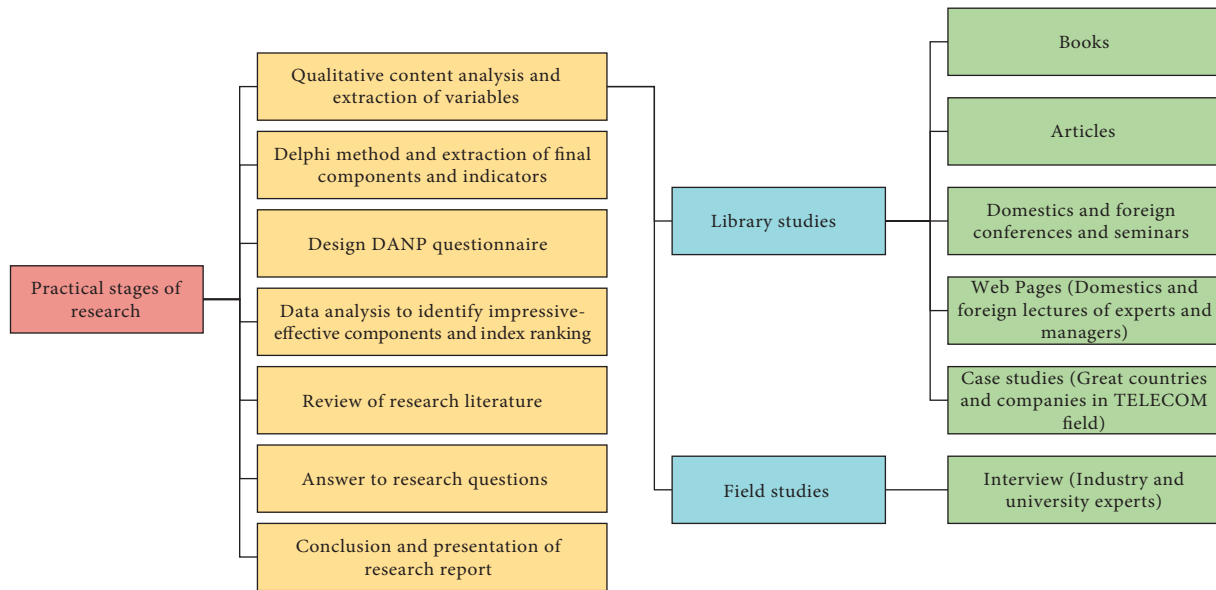 Practical stages of
research
Qualitative content analysis and
extraction of variables
Delphi method and extraction of final
components and indicators
Design DANP questionnaire
Data analysis to identify impressive-
effective components and index ranking
Review of research literature
Answer to research questions
Conclusion and presentation of
research report
Library studies
Field studies
Books
Articles
Domestics and foreign
conferences and seminars
Web Pages (Domestics and
foreign lectures of experts and
managers)
Case studies (Great countries
and companies in TELECOM
field)
Interview (Industry and
university experts)